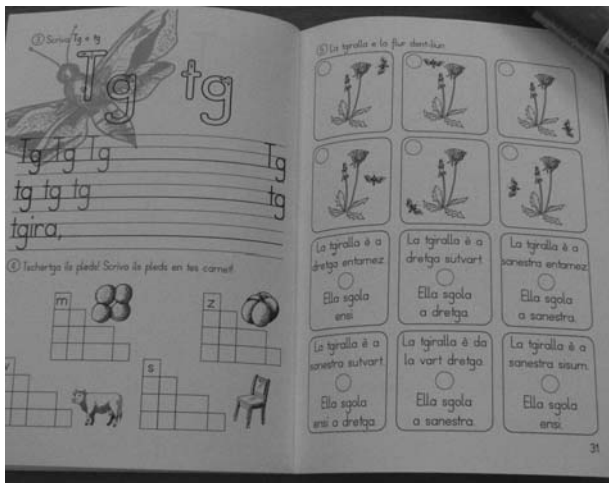 ③ Scriva Tg e tg
Tg tg
Tg Tg Tg Tg
tg tg tg tg
tgira,
④ Tschertga ils pleds! Scriva ils pleds en tes carnet.
m
z
v
s
⑤ La tgiralla e la flur dent-liun
La tgiralla è a
dretga entamez.
Ella sgola
ensi.
La tgiralla è a
dretga sutvart.
Ella sgola
a dretga.
La tgiralla è a
sanestra entamez.
Ella sgola
a sanestra.
La tgiralla è a
sanestra sutvart.
Ella sgola
ensi a dretga.
La tgiralla è da
la vart dretga.
Ella sgola
a sanestra.
La tgiralla è a
sanestra sisum.
Ella sgola
ensi.
31